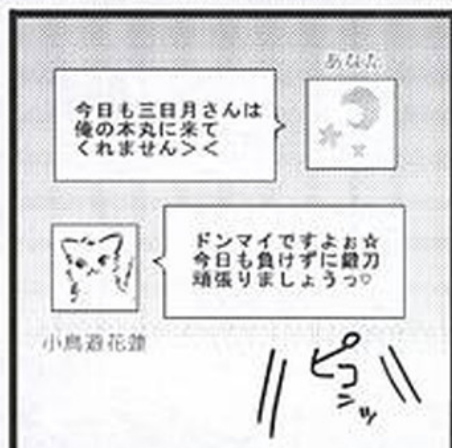 あなた
今日も三日月さんは
俺の本丸に来て
くれません＞＜
ドンマイですよぉ☆
今日も負けずに鍛刀
頑張りましょうっ♡
小鳥遊花蓮
ピコンッ